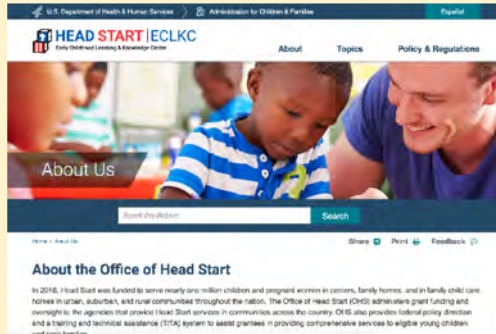 U.S. Department of Health & Human Services Administration for Children & Families Español
HEAD START | ECLKC
Early Childhood Learning & Knowledge Center
About Topics Policy & Regulations
About Us
Search this Website Search
Home > About Us Share Print Feedback
About the Office of Head Start
In 2016, Head Start was funded to serve nearly one million children and pregnant women in centers, family homes, and in family child care
homes in urban, suburban, and rural communities throughout the nation. The Office of Head Start (OHS) administers grant funding and
oversight to the agencies that provide Head Start services in communities across the country. OHS also provides federal policy direction
and a training and technical assistance (T/TA) system to assist grantees in providing comprehensive services to eligible young children
and their families.